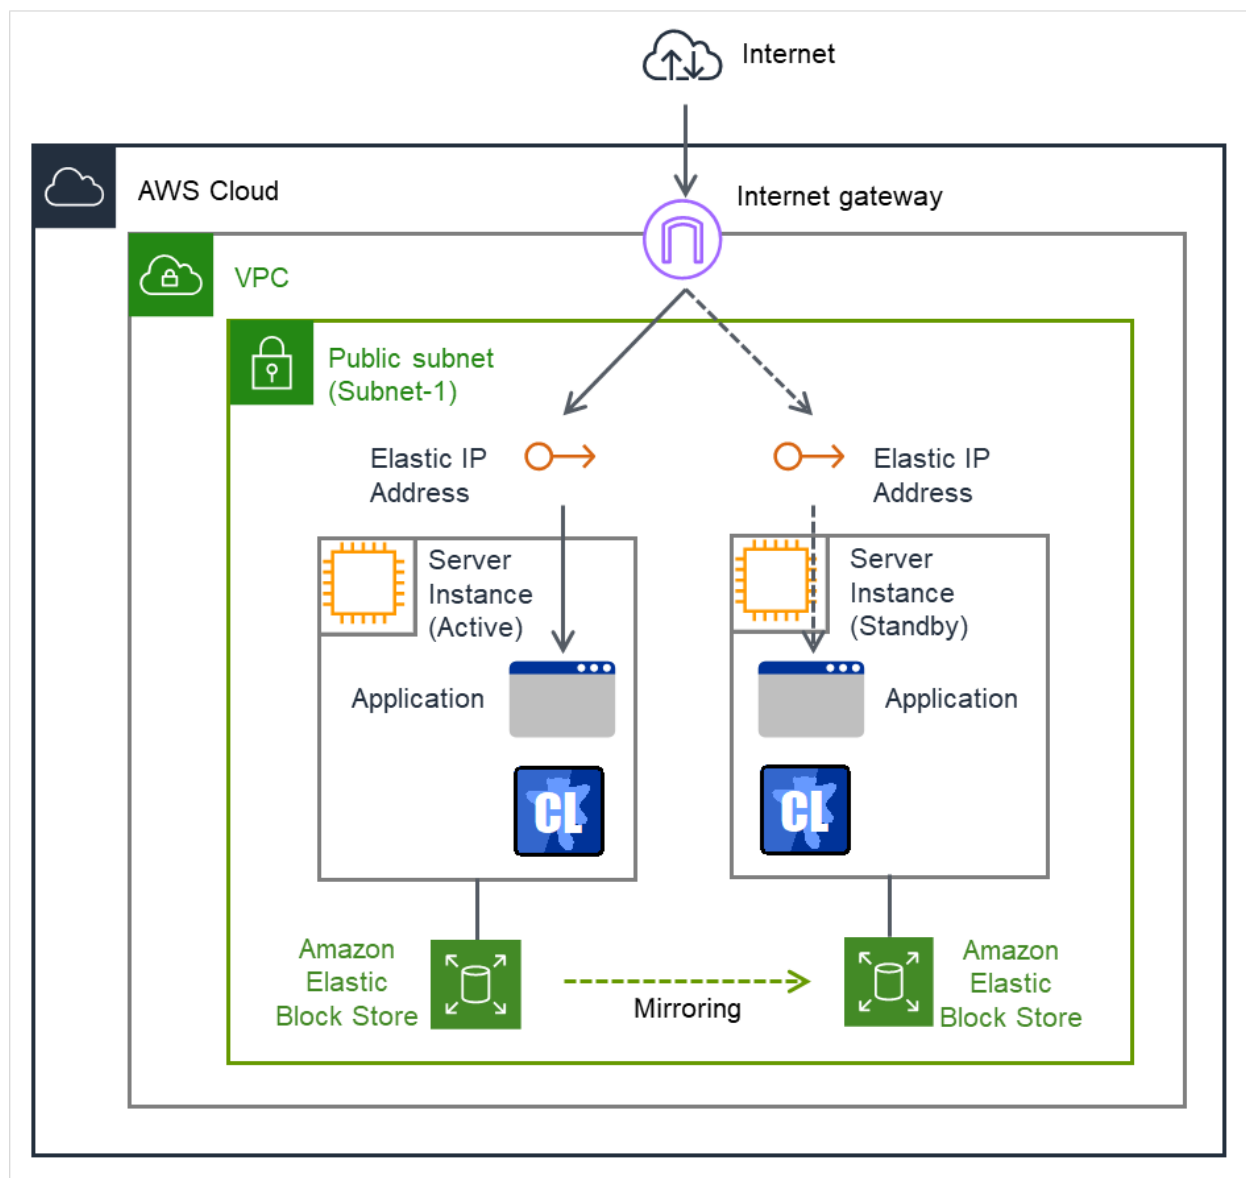 Internet
AWS Cloud
Internet gateway
VPC
Public subnet
(Subnet-1)
Elastic IP
Address
Elastic IP
Address
Server
Instance
(Active)
Server
Instance
(Standby)
Application
Application
CL
CL
Amazon
Elastic
Block Store
Mirroring
Amazon
Elastic
Block Store